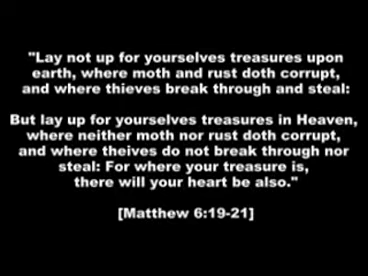 "Lay not up for yourselves treasures upon
earth, where moth and rust doth corrupt,
and where thieves break through and steal:
But lay up for yourselves treasures in Heaven,
where neither moth nor rust doth corrupt,
and where theives do not break through nor
steal: For where your treasure is,
there will your heart be also."
[Matthew 6:19-21]